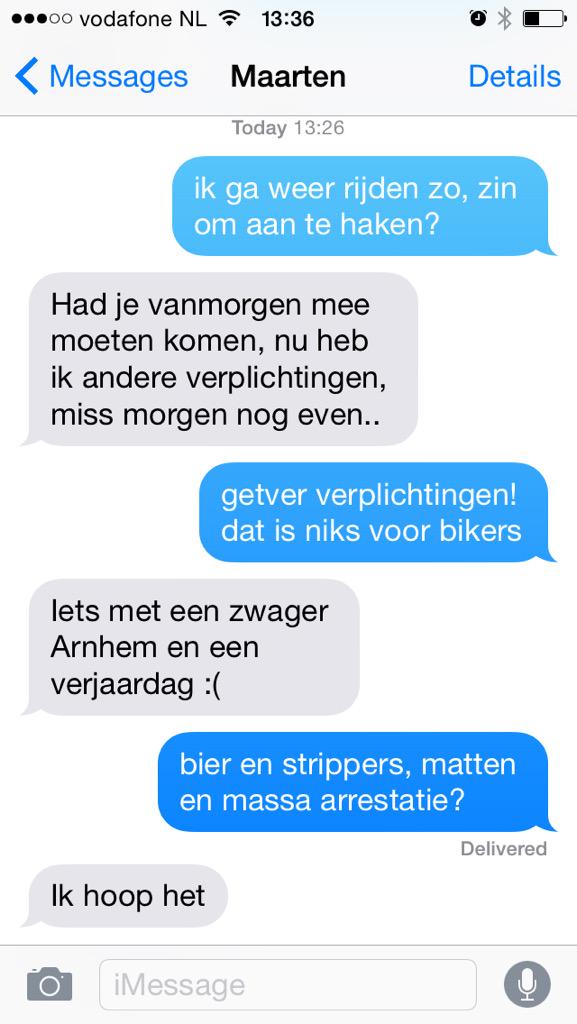 vodafone NL 13:36
Messages Maarten Details
Today 13:26
ik ga weer rijden zo, zin
om aan te haken?
Had je vanmorgen mee
moeten komen, nu heb
ik andere verplichtingen,
miss morgen nog even..
getver verplichtingen!
dat is niks voor bikers
Iets met een zwager
Arnhem en een
verjaardag :(
bier en strippers, matten
en massa arrestatie?
Delivered
Ik hoop het
iMessage